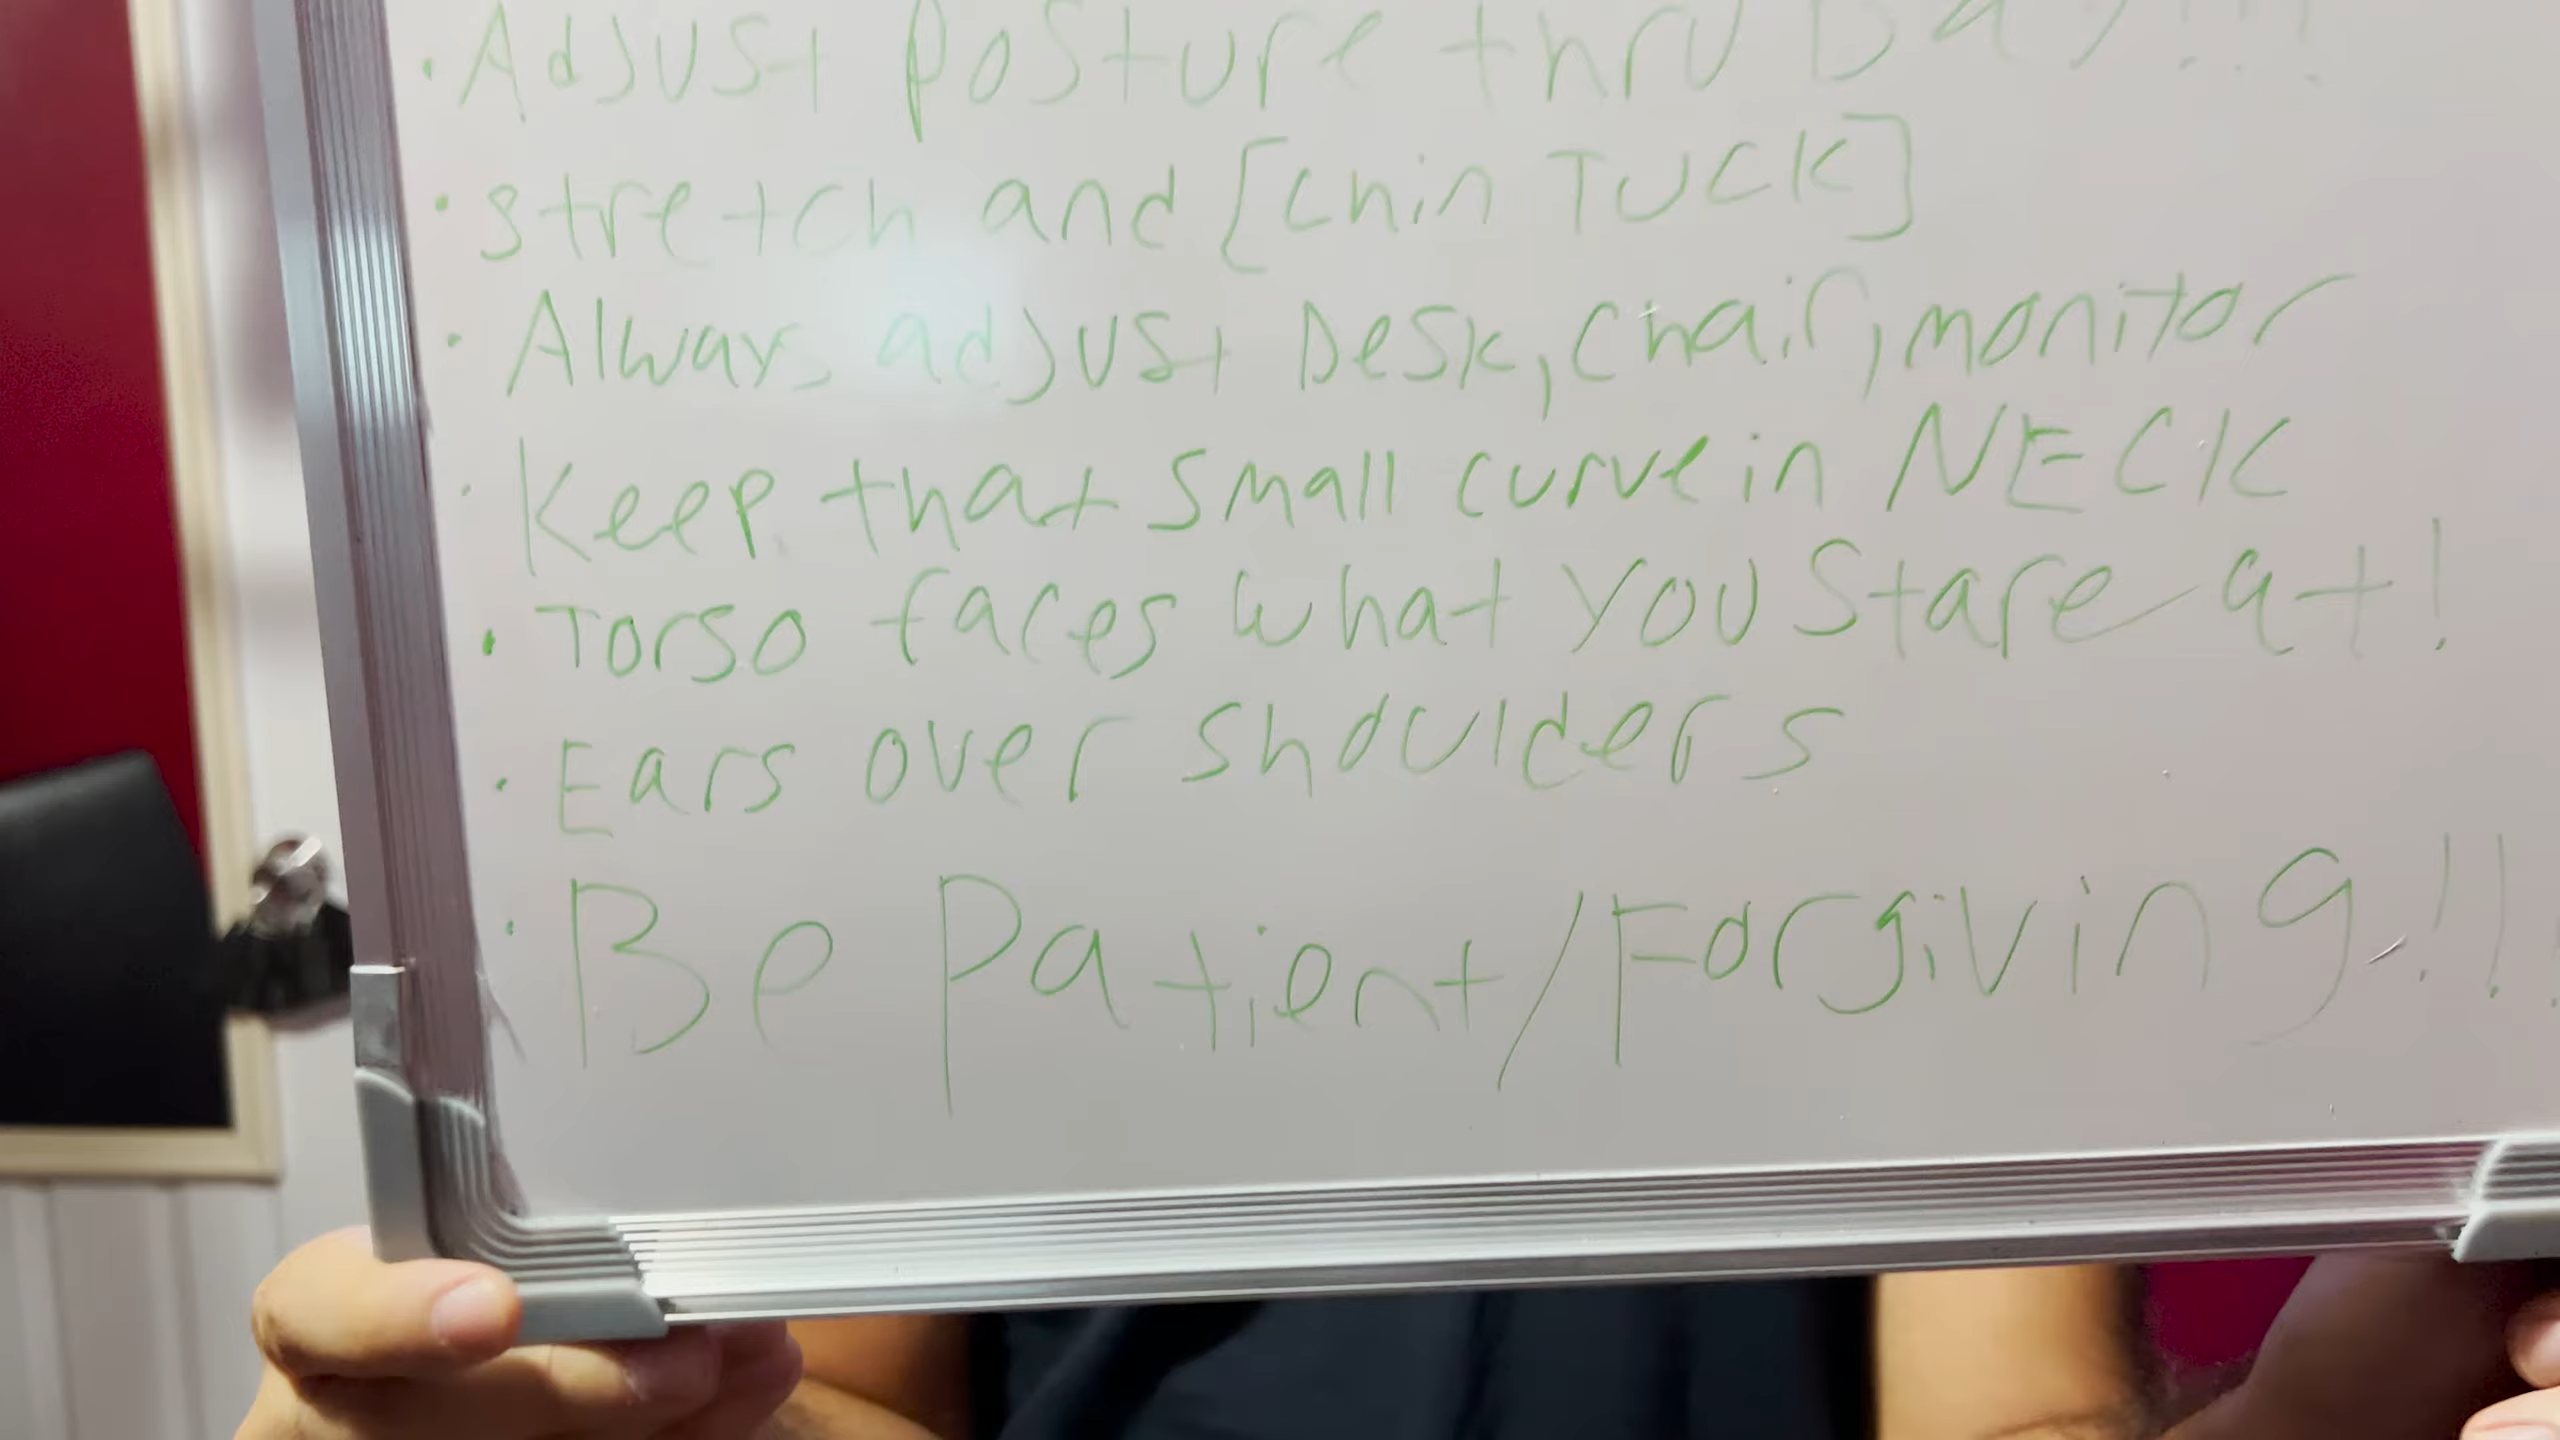 • Adjust posture thru Day!!!
• stretch and [chin TUCK]
• Always adjust Desk, chair, monitor
• Keep that small curve in NECK
• Torso faces what you stare at!
• Ears over shoulders
• Be Patient/Forgiving!!!